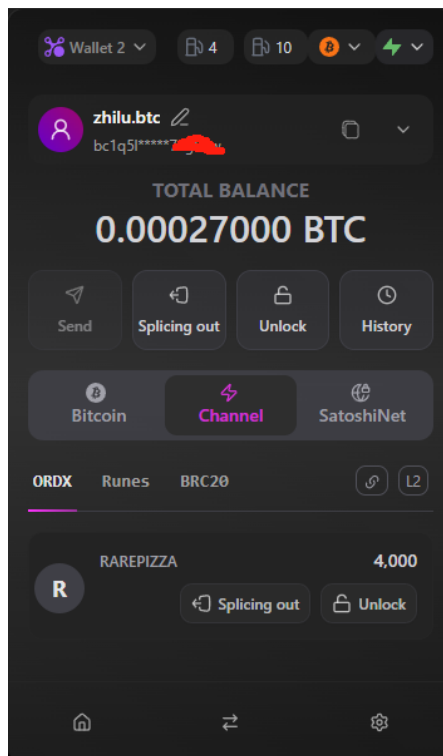 Wallet 2 4 10
zhilu.btc
bc1q5l*****7
TOTAL BALANCE
0.00027000 BTC
Send Splicing out Unlock History
Bitcoin Channel SatoshiNet
ORDX Runes BRC20 L2
RAREPIZZA 4,000
R
Splicing out Unlock